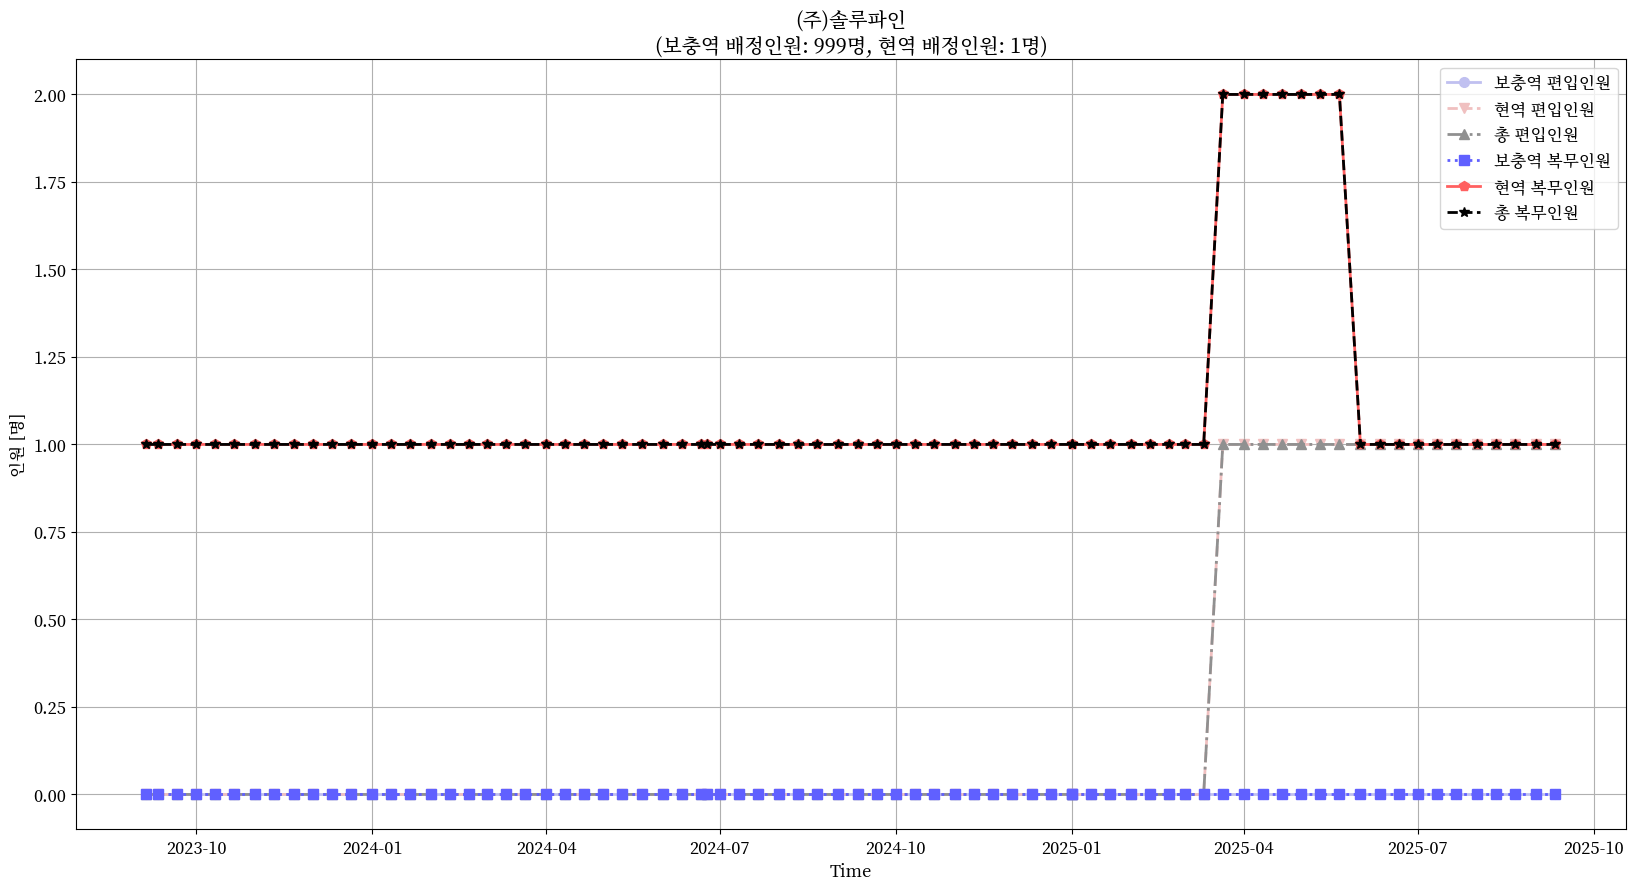 (주)솔루파인
(보충역 배정인원: 999명, 현역 배정인원: 1명)
보충역 편입인원
현역 편입인원
총 편입인원
보충역 복무인원
현역 복무인원
총 복무인원
인원 [명]
2.00
1.75
1.50
1.25
1.00
0.75
0.50
0.25
0.00
2023-10
2024-01
2024-04
2024-07
2024-10
2025-01
2025-04
2025-07
2025-10
Time